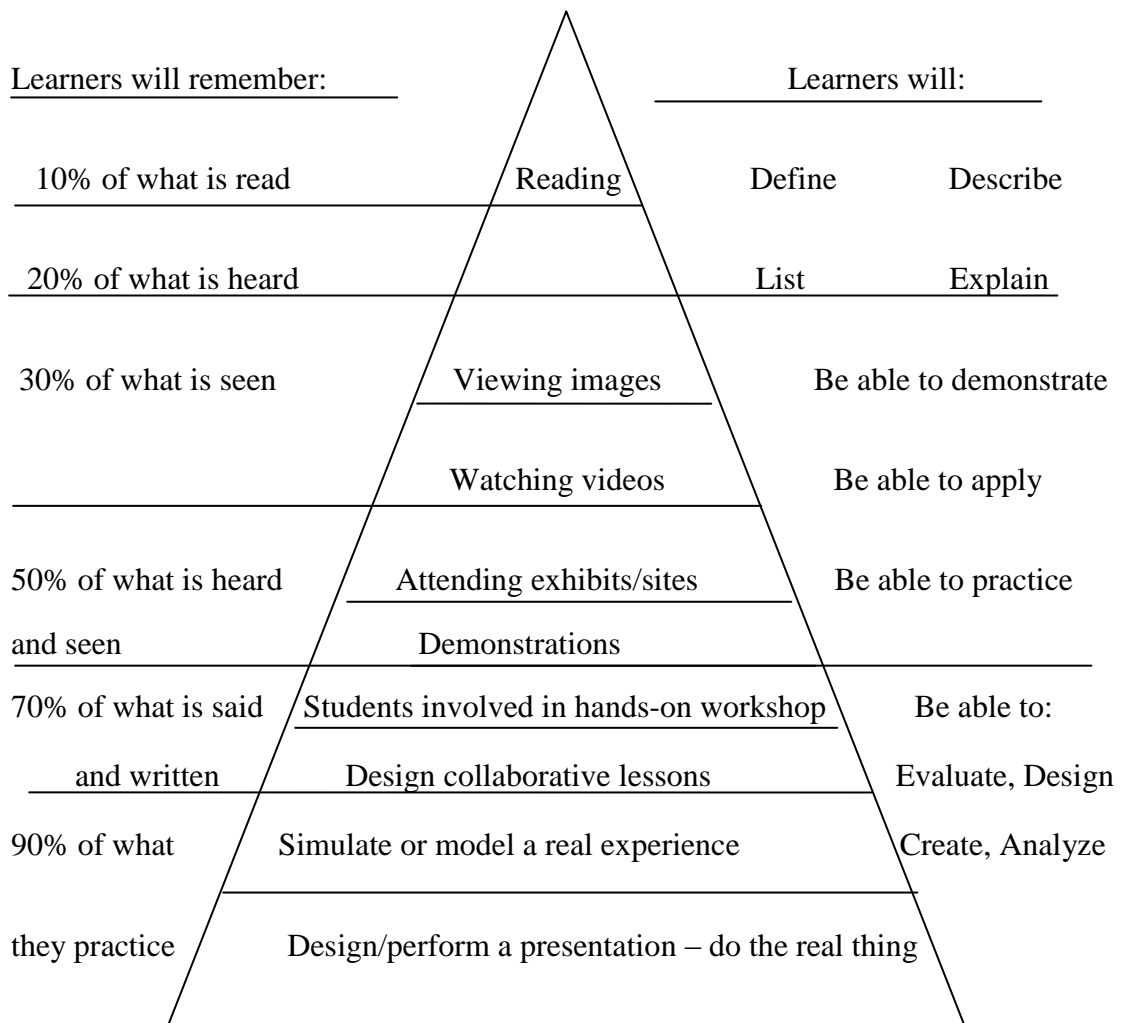 Learners will remember: Learners will:
10% of what is read Reading Define Describe
20% of what is heard List Explain
30% of what is seen Viewing images Be able to demonstrate
Watching videos Be able to apply
50% of what is heard Attending exhibits/sites Be able to practice
and seen Demonstrations
70% of what is said Students involved in hands-on workshop Be able to:
and written Design collaborative lessons Evaluate, Design
90% of what Simulate or model a real experience Create, Analyze
they practice Design/perform a presentation – do the real thing